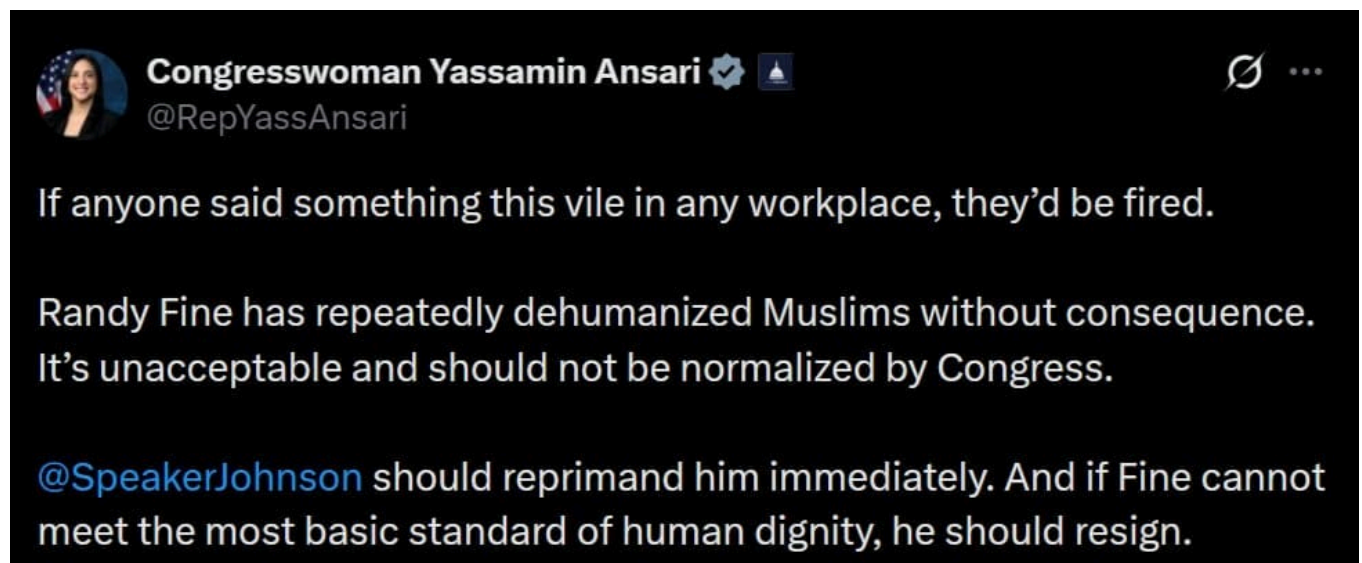 Congresswoman Yassamin Ansari
@RepYassAnsari
If anyone said something this vile in any workplace, they’d be fired.
Randy Fine has repeatedly dehumanized Muslims without consequence.
It’s unacceptable and should not be normalized by Congress.
@SpeakerJohnson should reprimand him immediately. And if Fine cannot
meet the most basic standard of human dignity, he should resign.